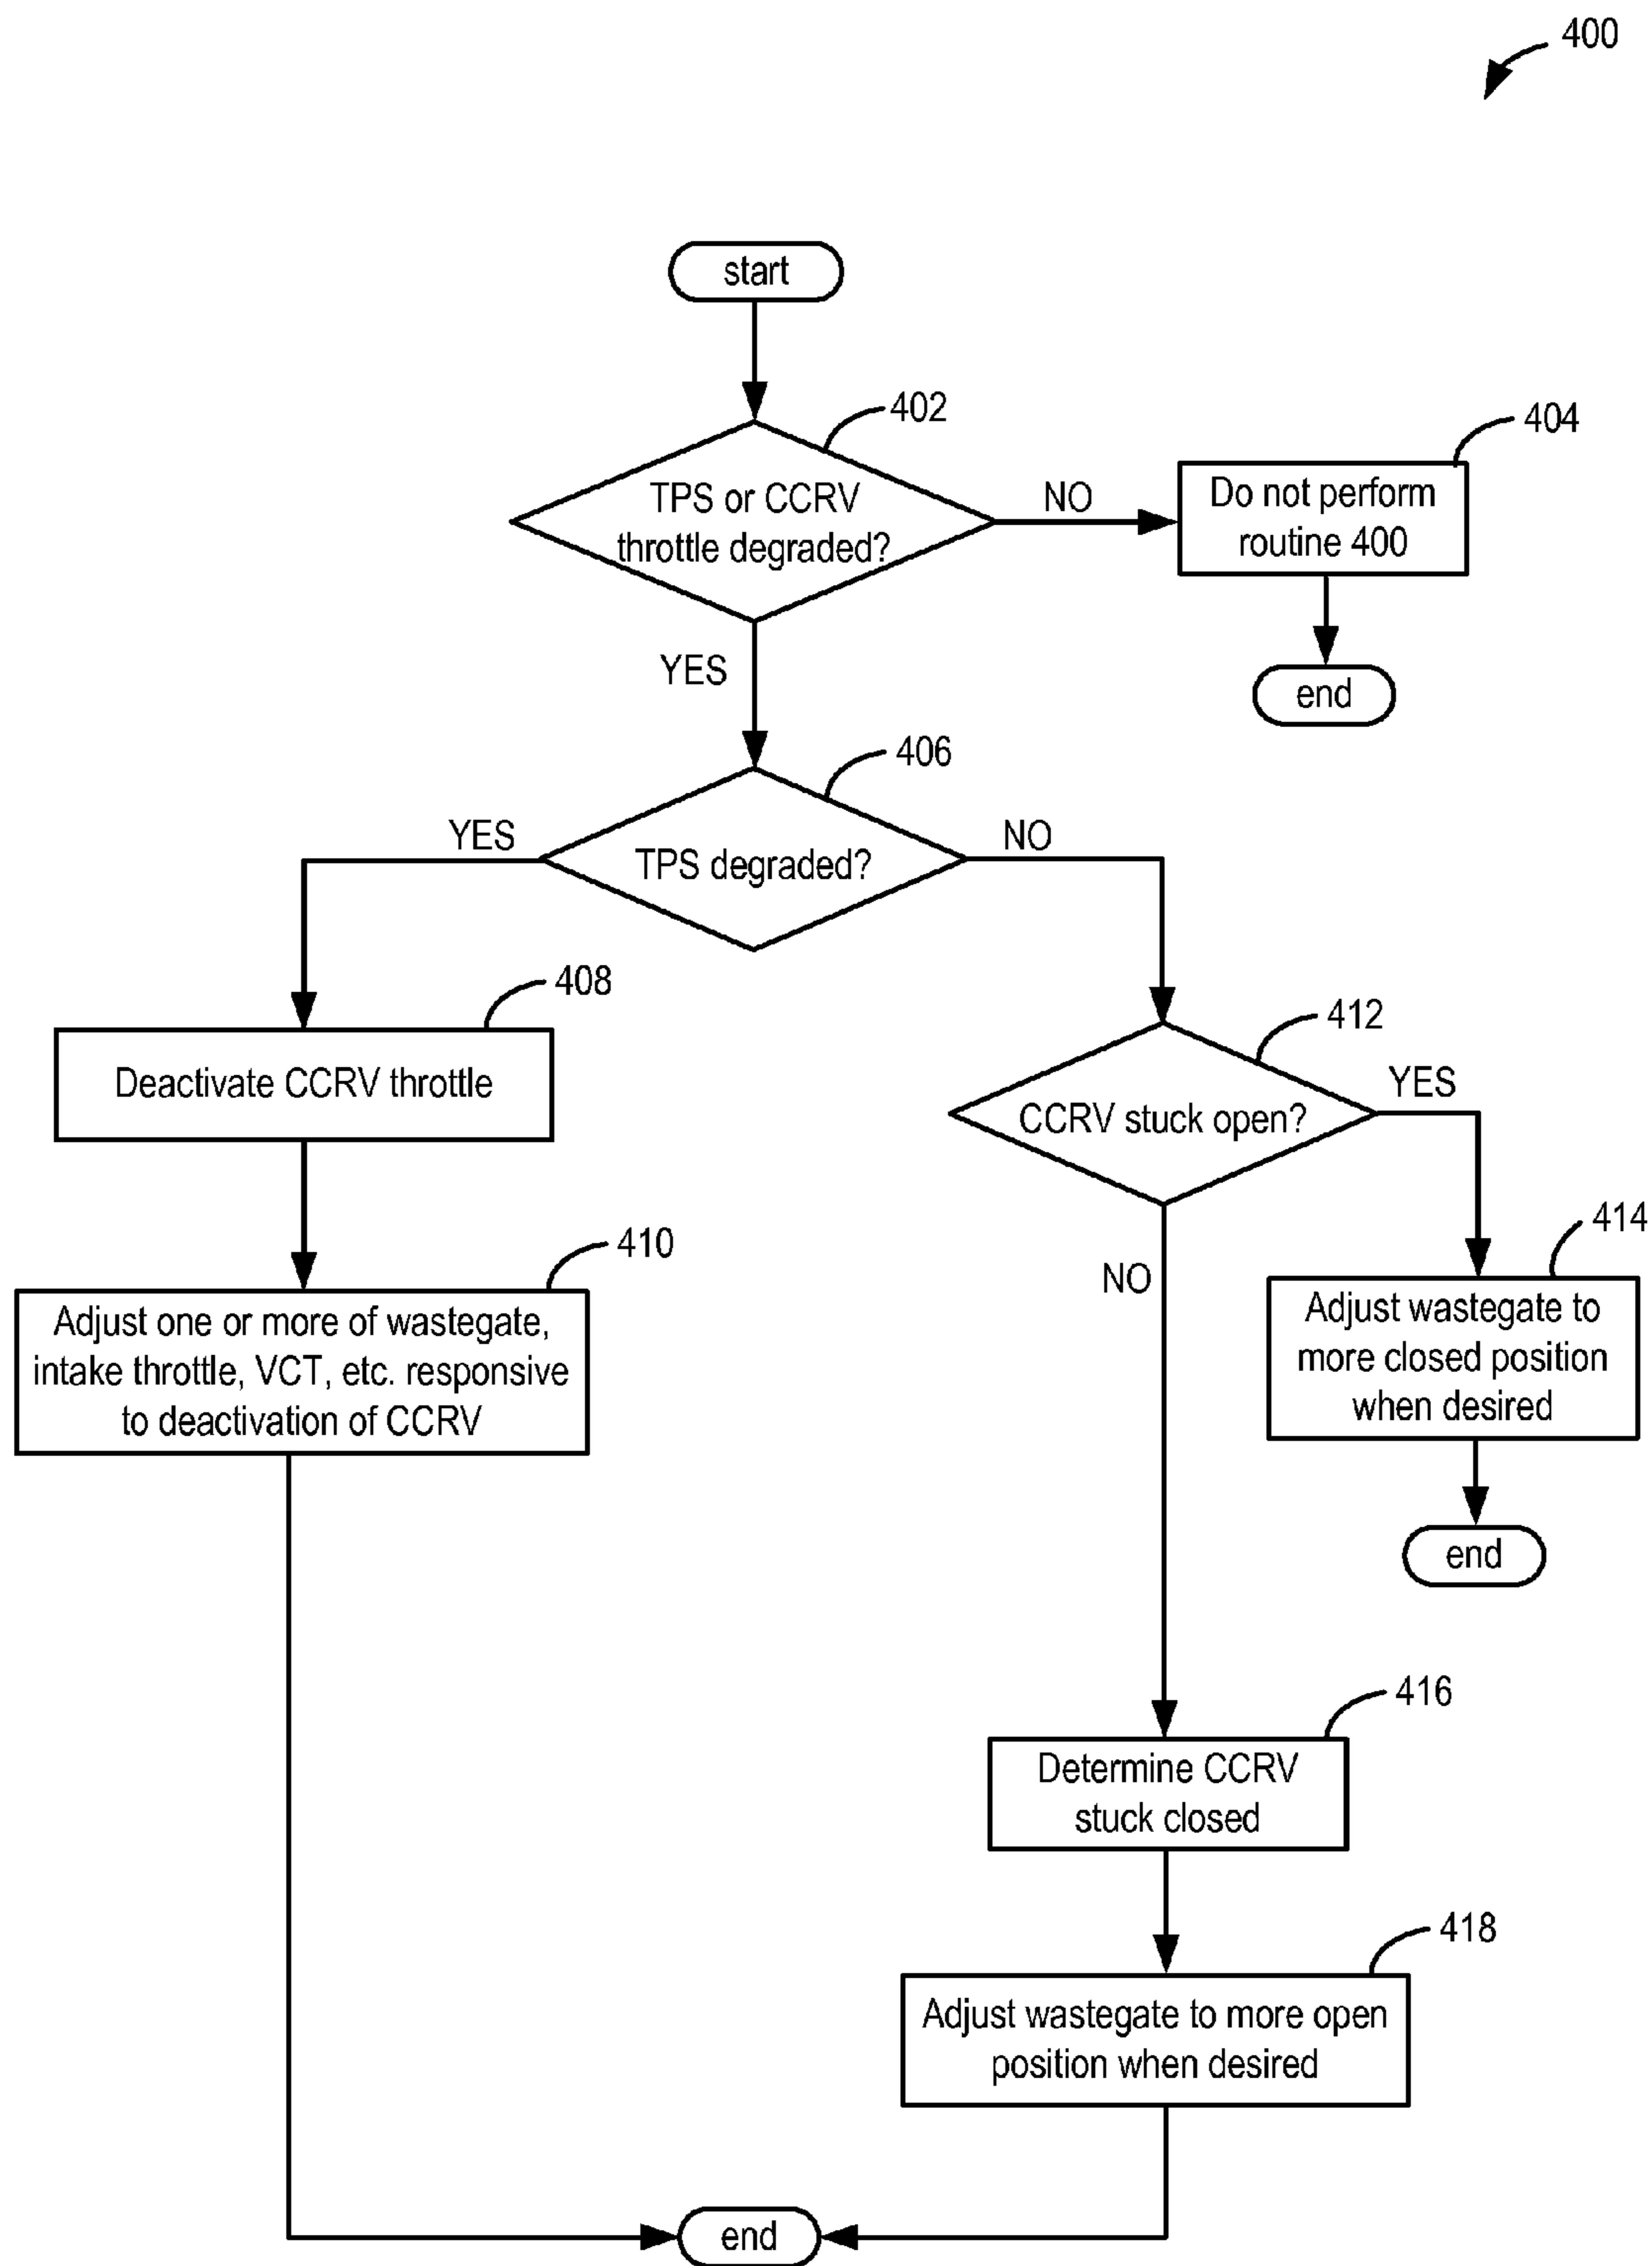 400
start
402
TPS or CCRV
throttle degraded?
NO
404
Do not perform
routine 400
end
YES
406
TPS degraded?
YES
NO
408
Deactivate CCRV throttle
410
Adjust one or more of wastegate,
intake throttle, VCT, etc. responsive
to deactivation of CCRV
412
CCRV stuck open?
YES
NO
414
Adjust wastegate to
more closed position
when desired
end
416
Determine CCRV
stuck closed
418
Adjust wastegate to more open
position when desired
end